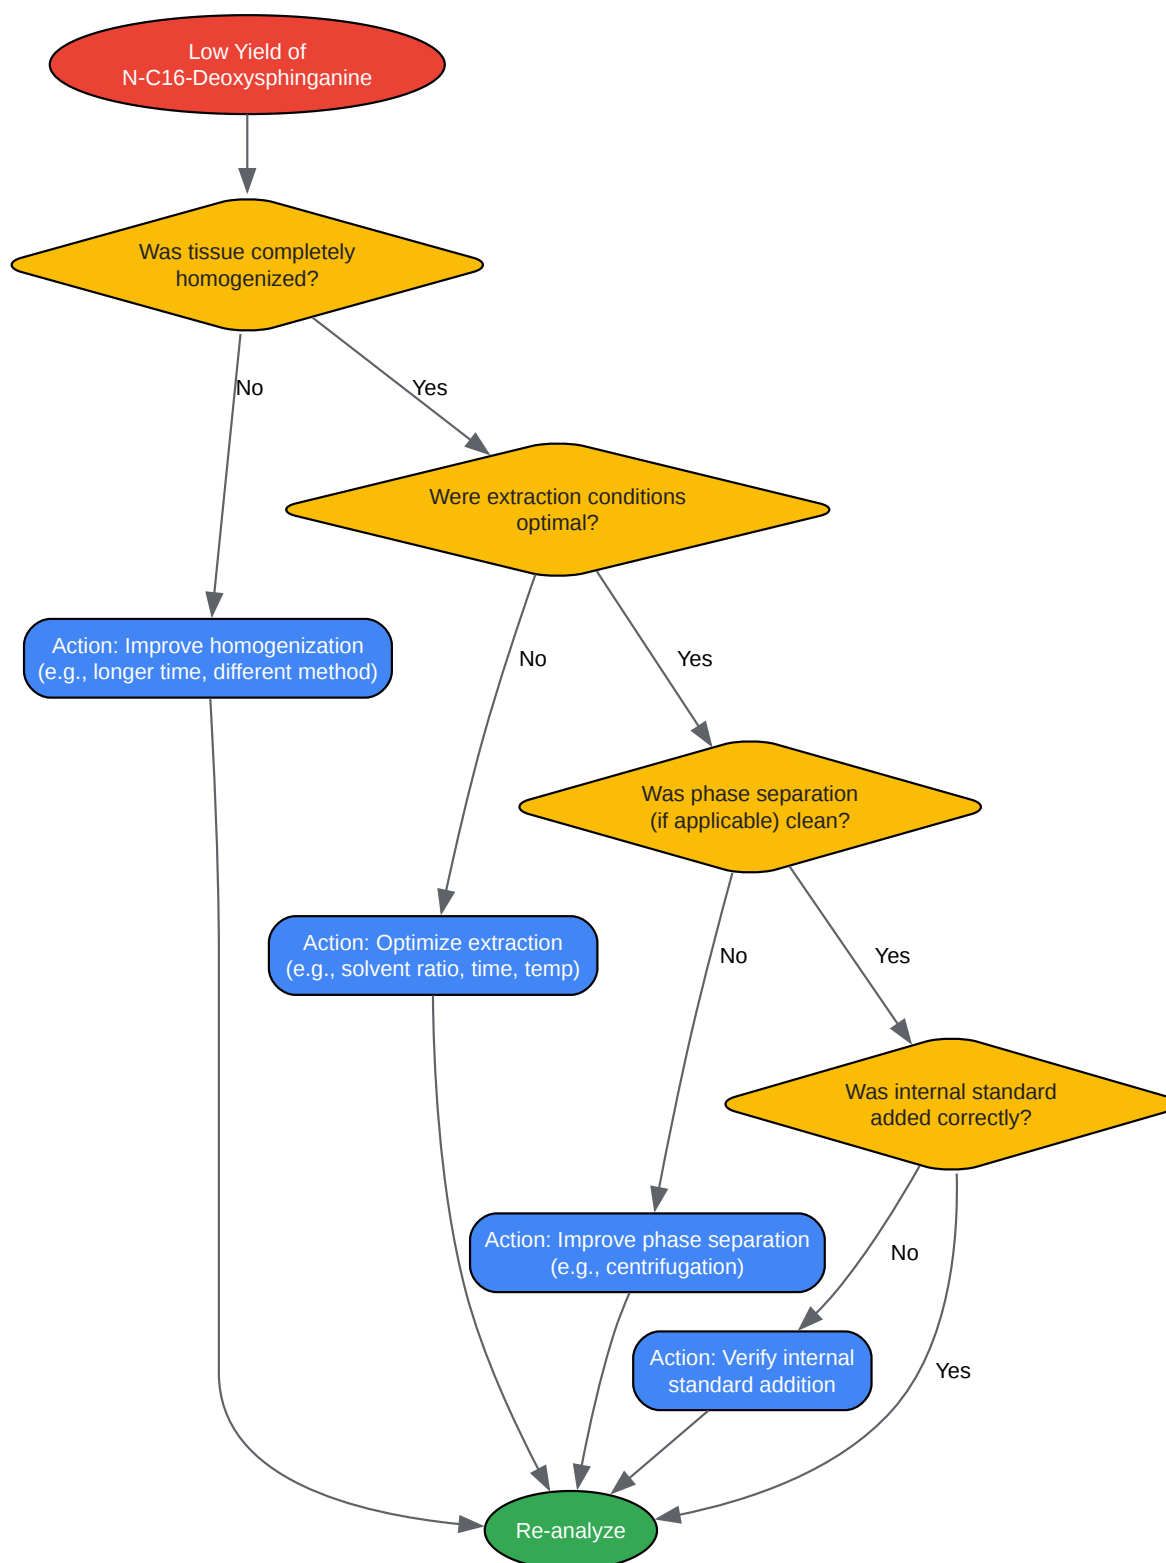 Low Yield of
N-C16-Deoxysphinganine
Was tissue completely
homogenized?
No
Yes
Were extraction conditions
optimal?
Action: Improve homogenization
(e.g., longer time, different method)
No
Yes
Was phase separation
(if applicable) clean?
Action: Optimize extraction
(e.g., solvent ratio, time, temp)
No
Yes
Was internal standard
added correctly?
Action: Improve phase separation
(e.g., centrifugation)
No
Action: Verify internal
standard addition
Yes
Re-analyze